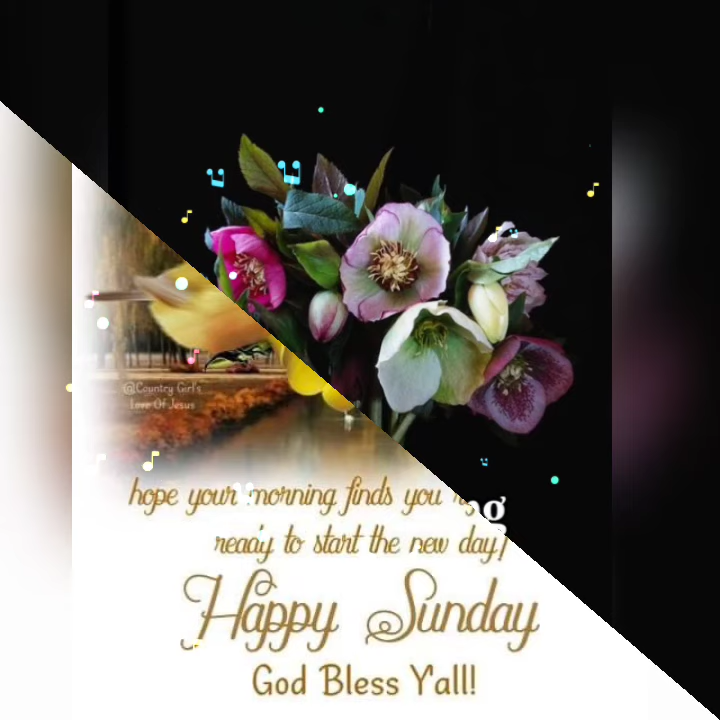 @Country Girl's
Love Of Jesus
hope your morning finds you
ng
ready to start the new day,
Happy Sunday
God Bless Y'all!